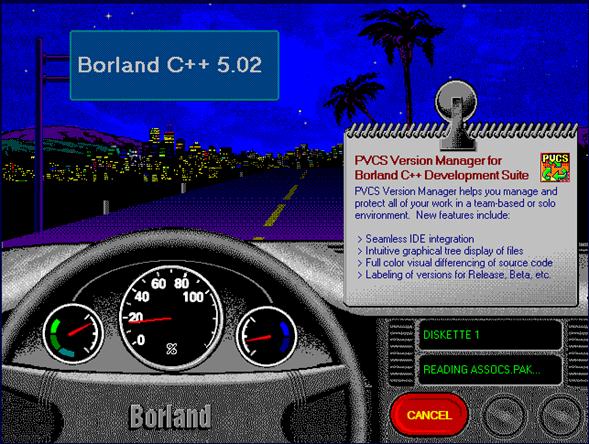 Borland C++ 5.02
PVCS Version Manager for
Borland C++ Development Suite
PVCS
PVCS Version Manager helps you manage and
protect all of your work in a team-based or solo
environment.  New features include:
> Seamless IDE integration
> Intuitive graphical tree display of files
> Full color visual differencing of source code
> Labeling of versions for Release, Beta, etc.
60 80
40 100
20
0
%
DISKETTE 1
READING ASSOCS.PAK...
Borland
CANCEL